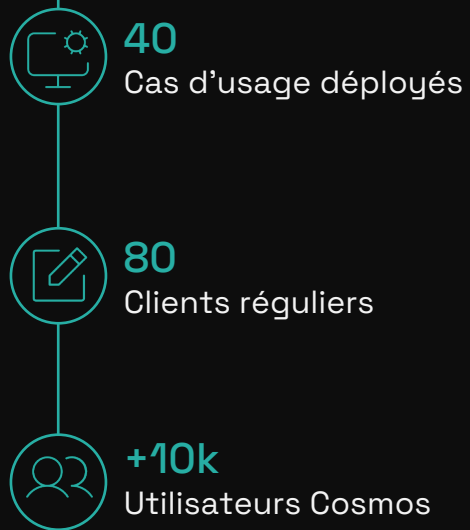 40
Cas d'usage déployés
80
Clients réguliers
+10k
Utilisateurs Cosmos